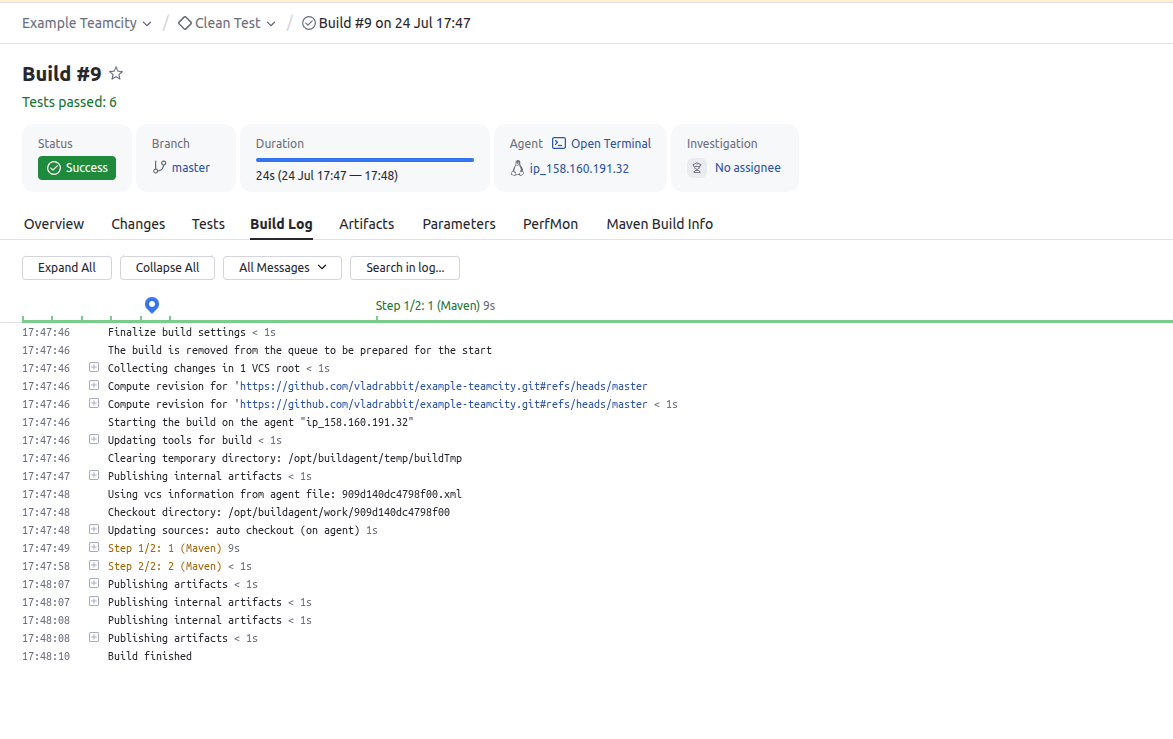 Example Teamcity / Clean Test / Build #9 on 24 Jul 17:47
Build #9
Tests passed: 6
Status Branch Duration Agent Open Terminal Investigation
Success master 24s (24 Jul 17:47 — 17:48) ip_158.160.191.32 No assignee
Overview Changes Tests Build Log Artifacts Parameters PerfMon Maven Build Info
Expand All Collapse All All Messages Search in log...
Step 1/2: 1 (Maven) 9s
17:47:46 Finalize build settings < 1s
17:47:46 The build is removed from the queue to be prepared for the start
17:47:46 Collecting changes in 1 VCS root < 1s
17:47:46 Compute revision for 'https://github.com/vladrabbit/example-teamcity.git#refs/heads/master
17:47:46 Compute revision for 'https://github.com/vladrabbit/example-teamcity.git#refs/heads/master < 1s
17:47:46 Starting the build on the agent "ip_158.160.191.32"
17:47:46 Updating tools for build < 1s
17:47:46 Clearing temporary directory: /opt/buildagent/temp/buildTmp
17:47:47 Publishing internal artifacts < 1s
17:47:48 Using vcs information from agent file: 909d140dc4798f00.xml
17:47:48 Checkout directory: /opt/buildagent/work/909d140dc4798f00
17:47:48 Updating sources: auto checkout (on agent) 1s
17:47:49 Step 1/2: 1 (Maven) 9s
17:47:58 Step 2/2: 2 (Maven) < 1s
17:48:07 Publishing artifacts < 1s
17:48:07 Publishing internal artifacts < 1s
17:48:08 Publishing internal artifacts < 1s
17:48:08 Publishing artifacts < 1s
17:48:10 Build finished